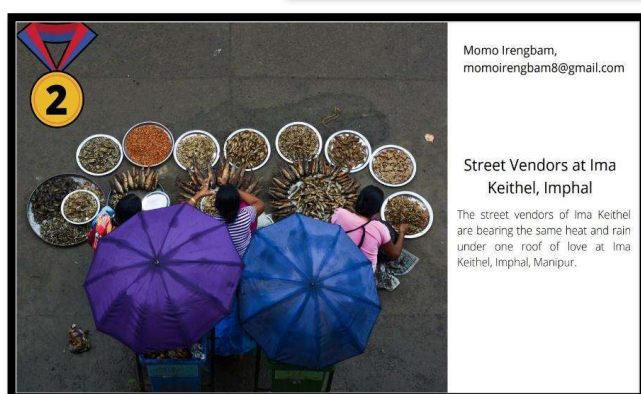 2
Momo Irengbam,
momoirengbam8@gmail.com
Street Vendors at Ima
Keithel, Imphal
The street vendors of Ima Keithel
are bearing the same heat and rain
under one roof of love at Ima
Keithel, Imphal, Manipur.